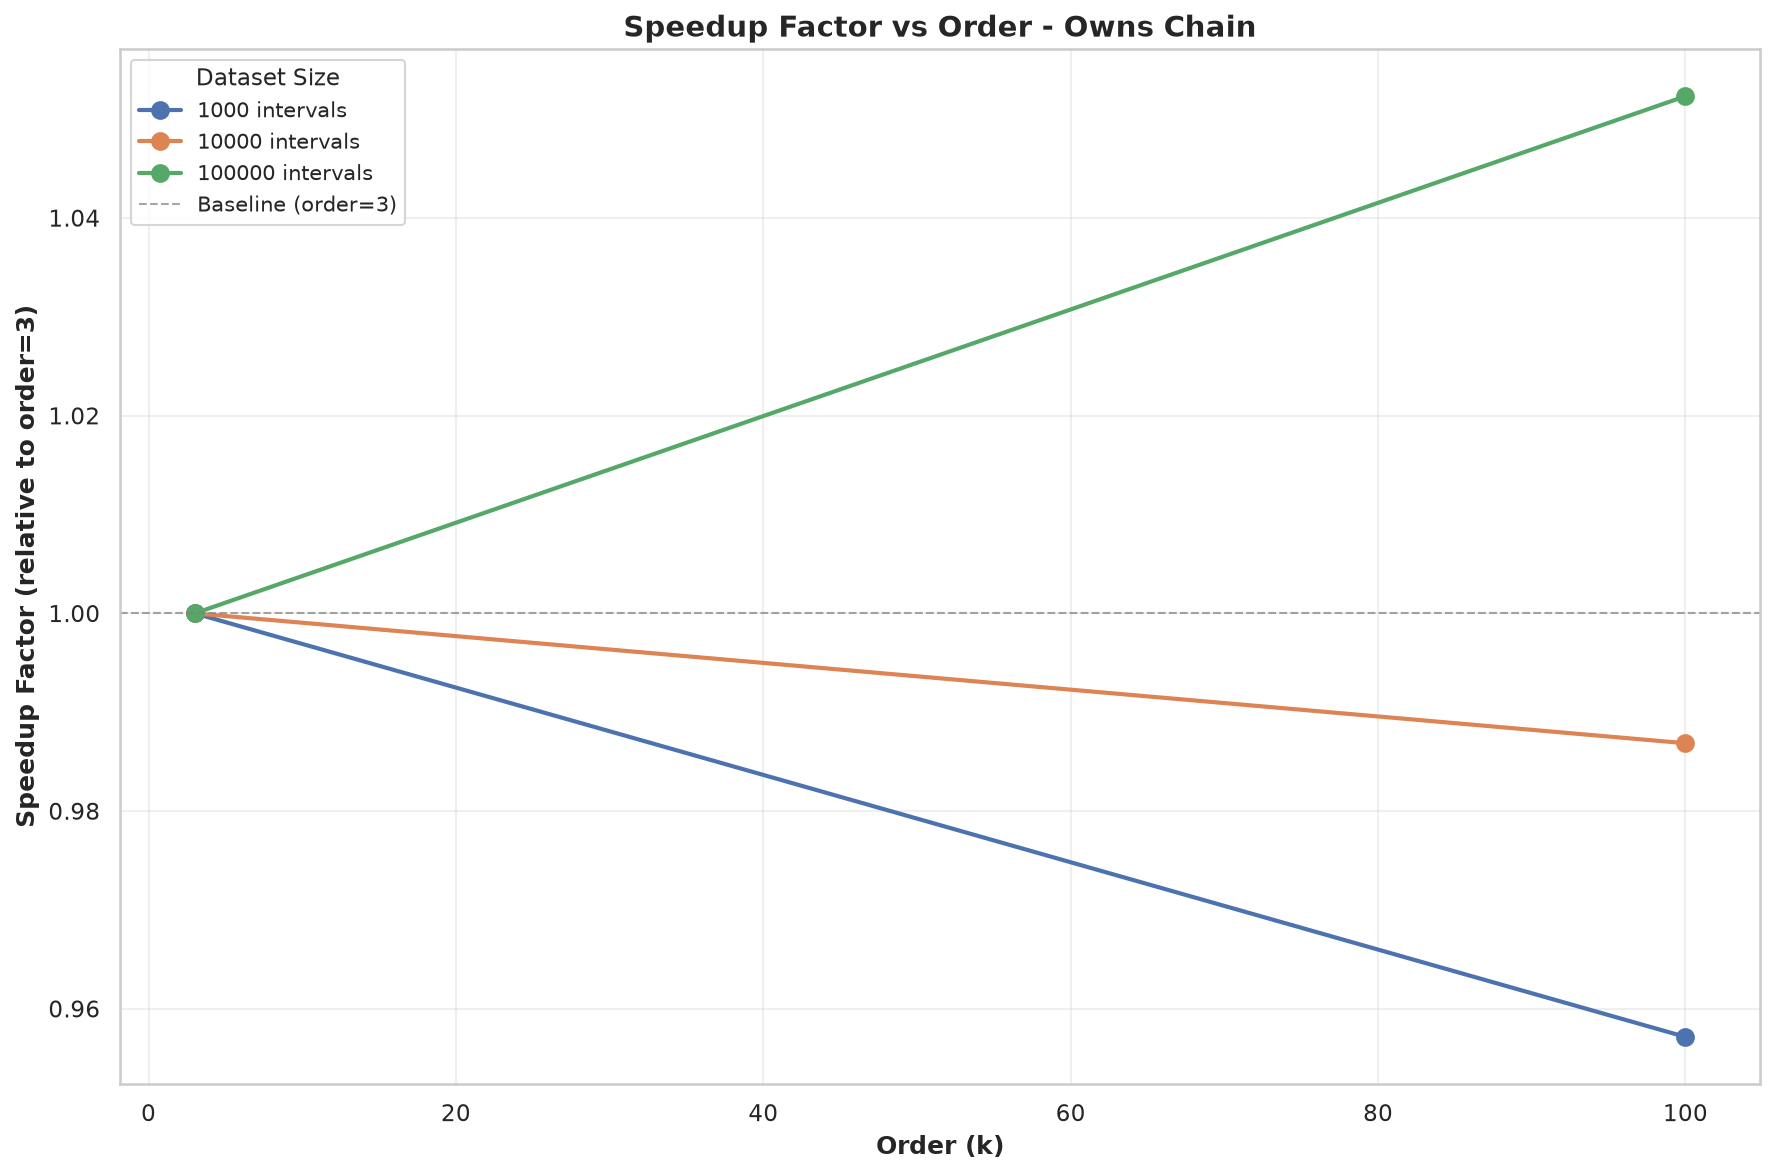 Speedup Factor vs Order - Owns Chain
Dataset Size
1000 intervals
10000 intervals
100000 intervals
Baseline (order=3)
Speedup Factor (relative to order=3)
1.04
1.02
1.00
0.98
0.96
0
20
40
60
80
100
Order (k)